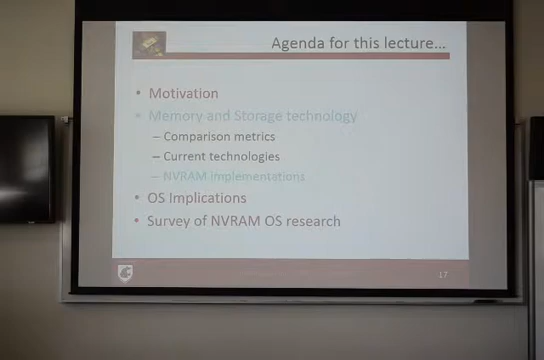 Agenda for this lecture…
• Motivation
• Memory and Storage technology
– Comparison metrics
– Current technologies
– NVRAM implementations
• OS Implications
• Survey of NVRAM OS research
17